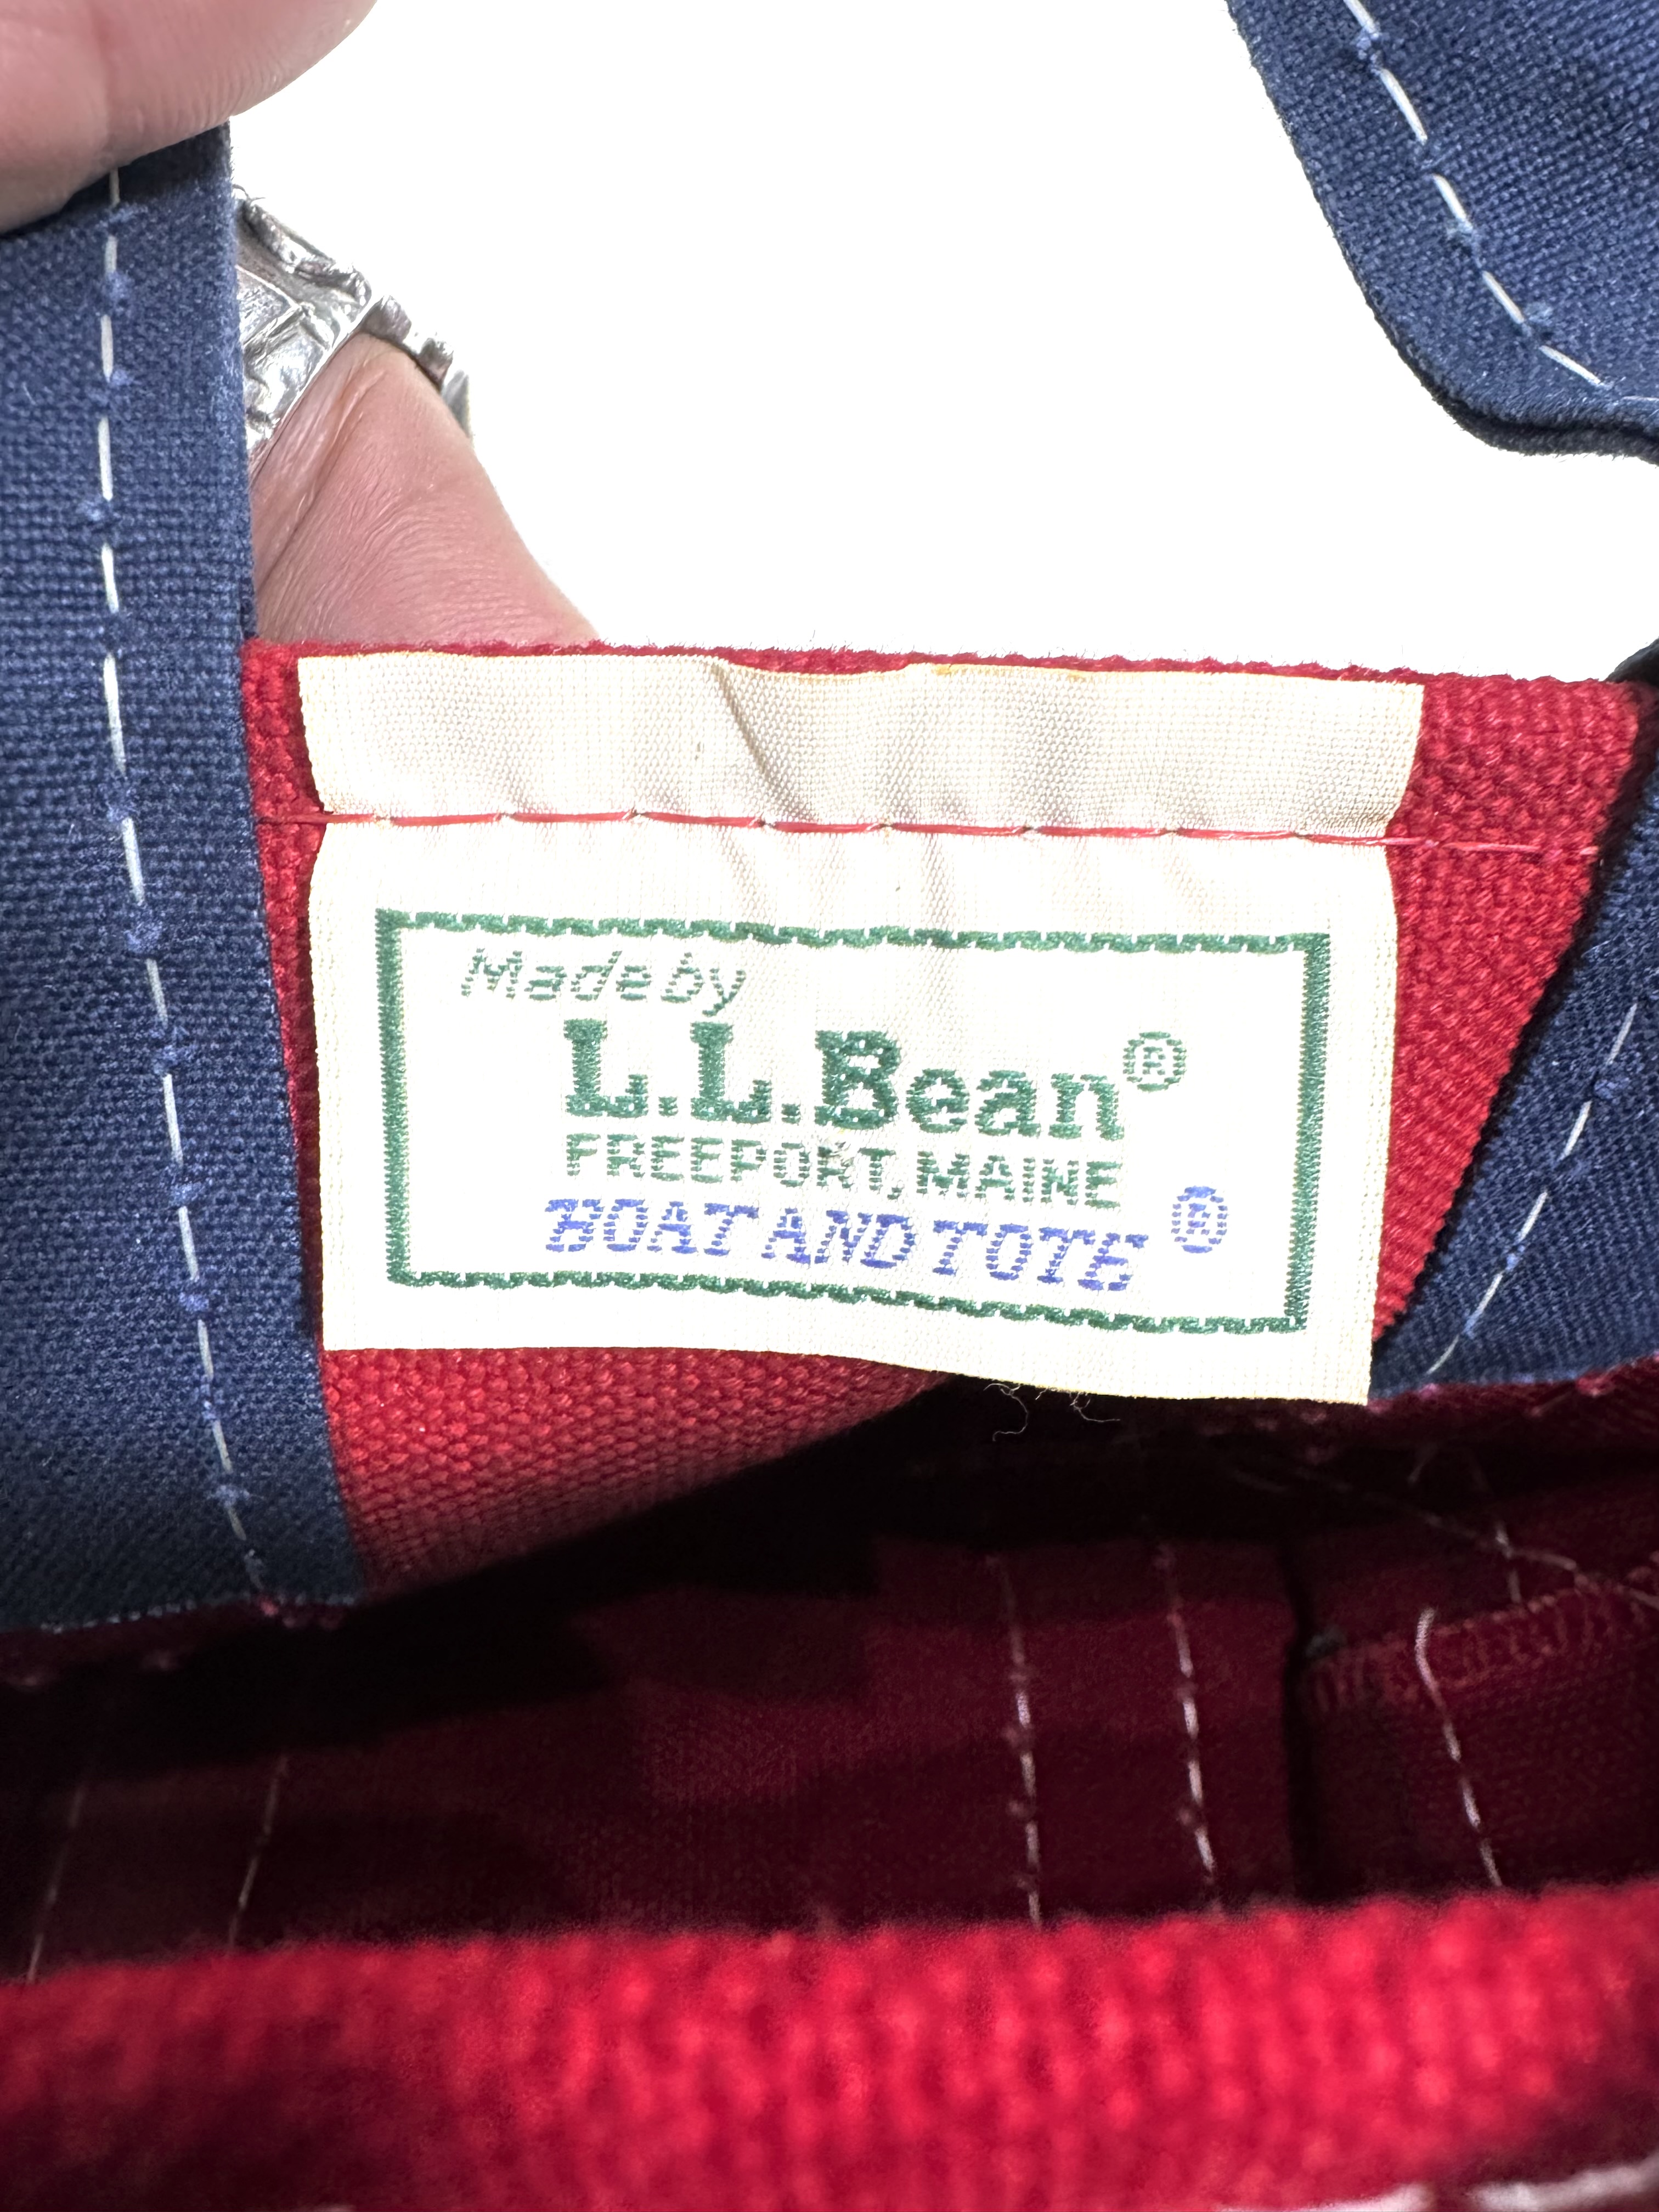 Made by
L.L.Bean®
FREEPORT, MAINE
BOAT AND TOTE ®